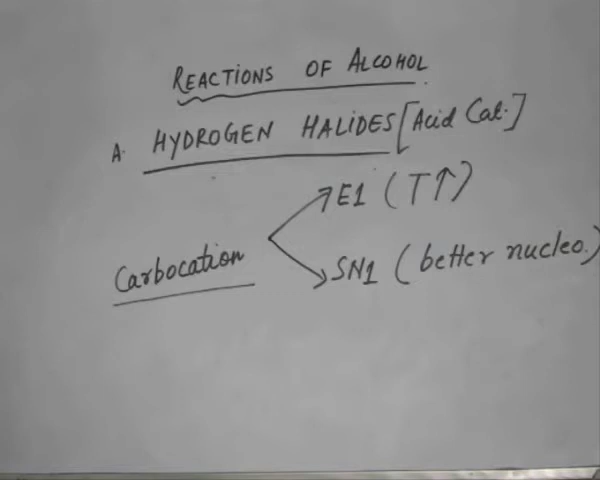 REACTIONS OF ALCOHOL
A. HYDROGEN HALIDES [Acid Cat.]
E1 (T↑)
Carbocation
SN1 (better nucleo.)